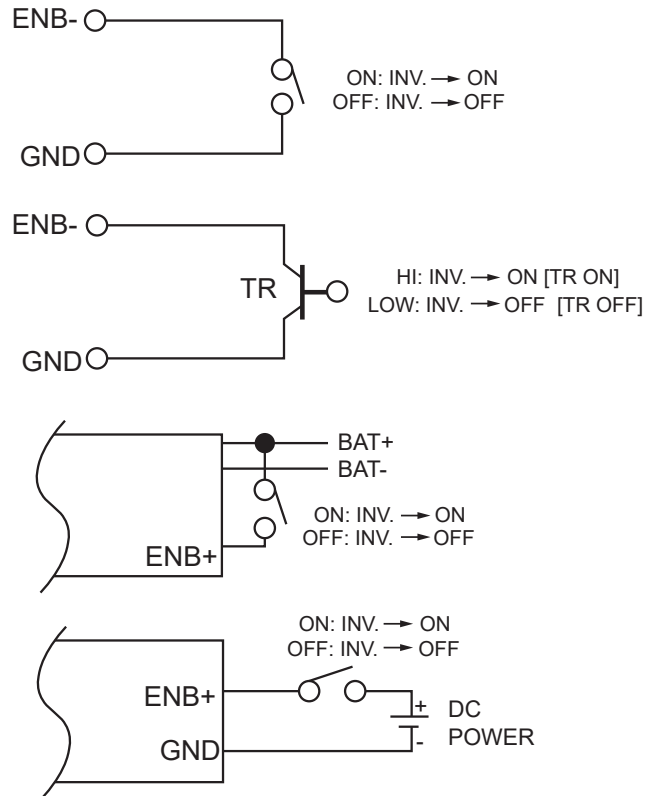 ENB-
ON: INV. → ON
OFF: INV. → OFF
GND
ENB-
TR
HI: INV. → ON [TR ON]
LOW: INV. → OFF [TR OFF]
GND
BAT+
BAT-
ON: INV. → ON
OFF: INV. → OFF
ENB+
ON: INV. → ON
OFF: INV. → OFF
ENB+
+ DC
- POWER
GND